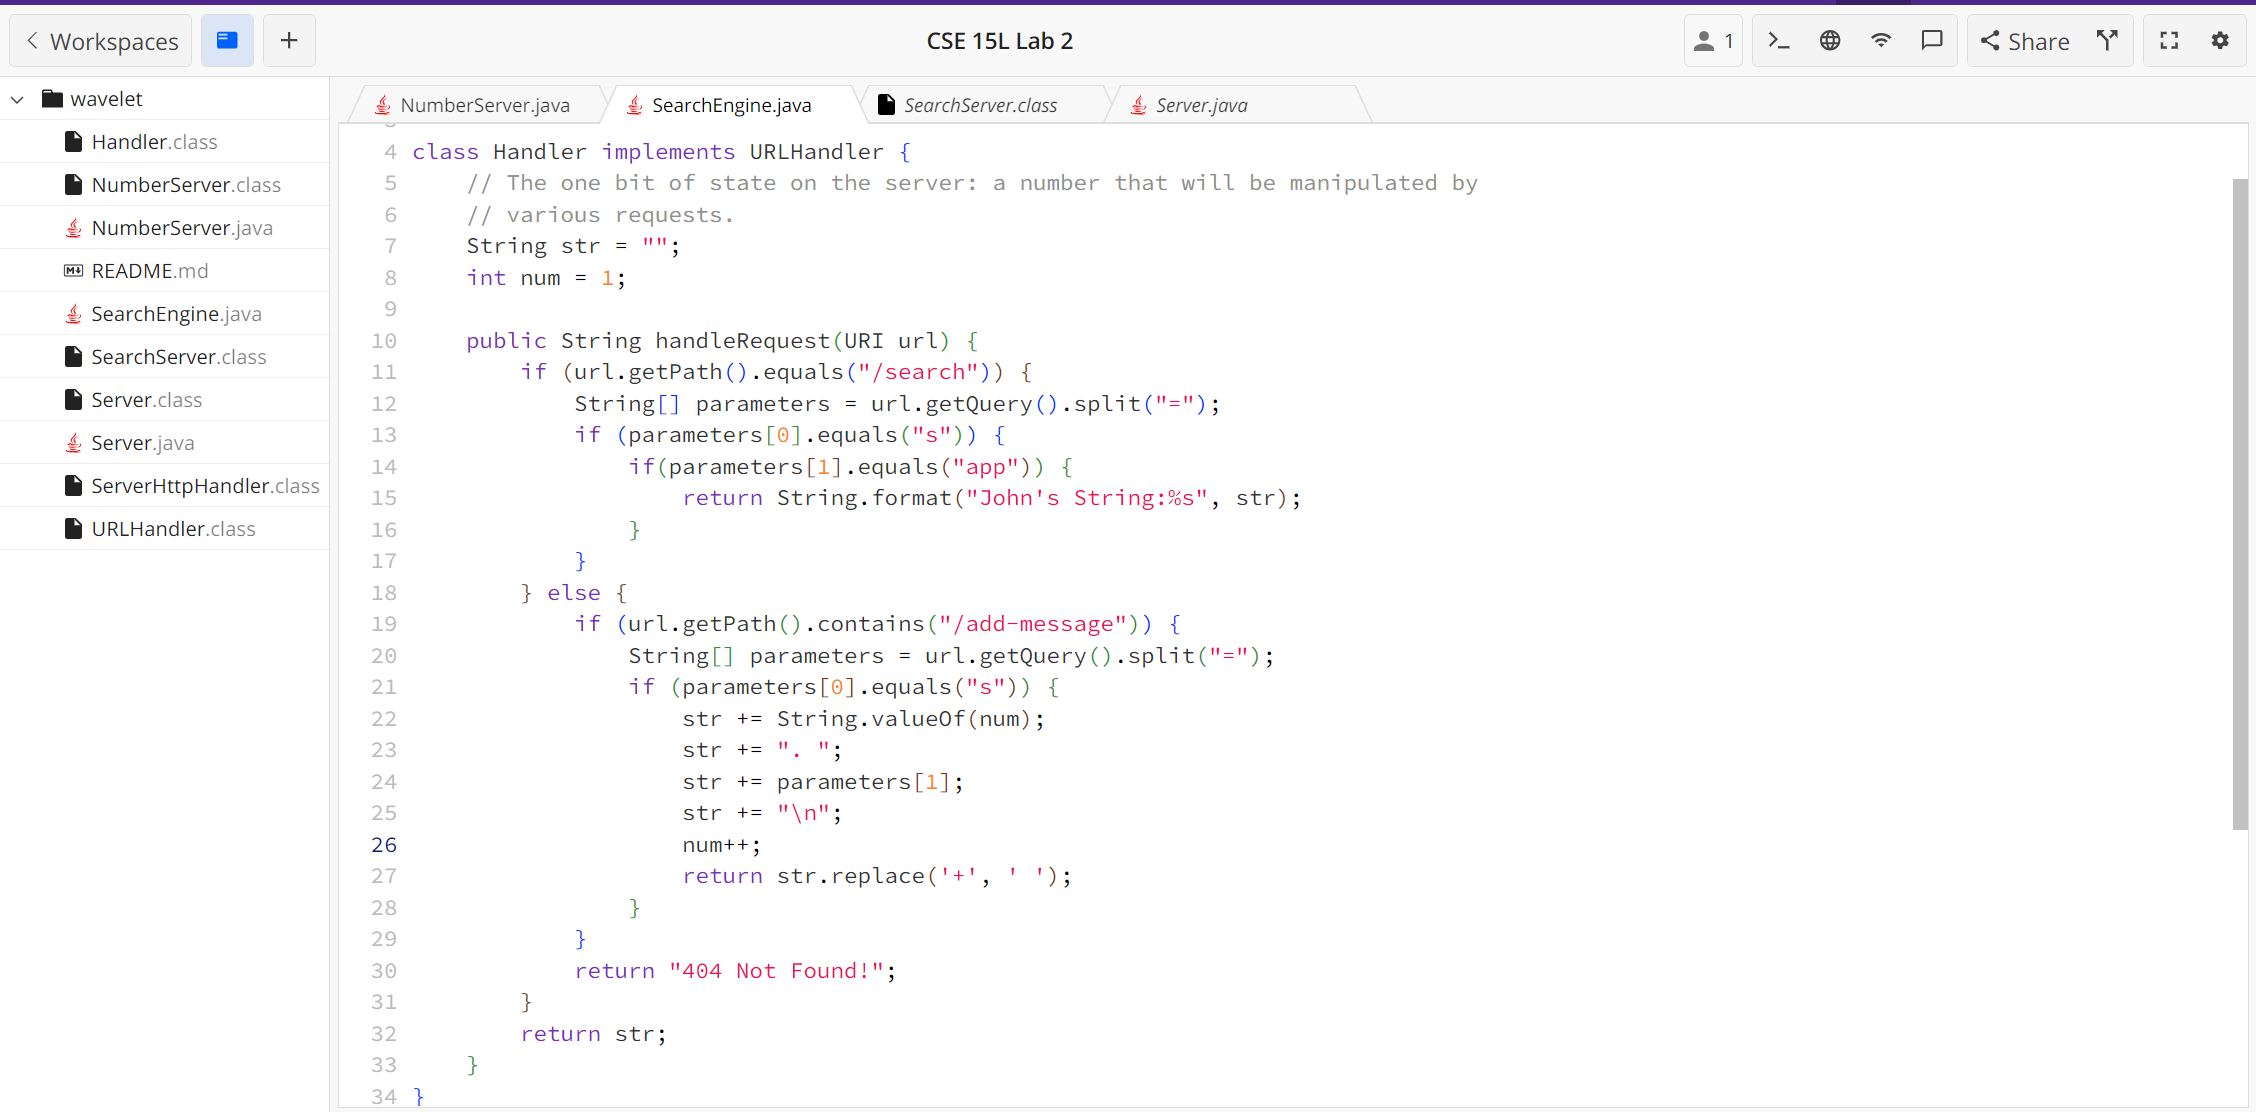 Workspaces
CSE 15L Lab 2
1
Share
wavelet
Handler.class
NumberServer.class
NumberServer.java
README.md
SearchEngine.java
SearchServer.class
Server.class
Server.java
ServerHttpHandler.class
URLHandler.class
NumberServer.java
SearchEngine.java
SearchServer.class
Server.java
4 class Handler implements URLHandler {
5     // The one bit of state on the server: a number that will be manipulated by
6     // various requests.
7     String str = "";
8     int num = 1;
9
10     public String handleRequest(URI url) {
11         if (url.getPath().equals("/search")) {
12             String[] parameters = url.getQuery().split("=");
13             if (parameters[0].equals("s")) {
14                 if(parameters[1].equals("app")) {
15                     return String.format("John's String:%s", str);
16                 }
17             }
18         } else {
19             if (url.getPath().contains("/add-message")) {
20                 String[] parameters = url.getQuery().split("=");
21                 if (parameters[0].equals("s")) {
22                     str += String.valueOf(num);
23                     str += ". ";
24                     str += parameters[1];
25                     str += "\n";
26                     num++;
27                     return str.replace('+', ' ');
28                 }
29             }
30             return "404 Not Found!";
31         }
32         return str;
33     }
34 }